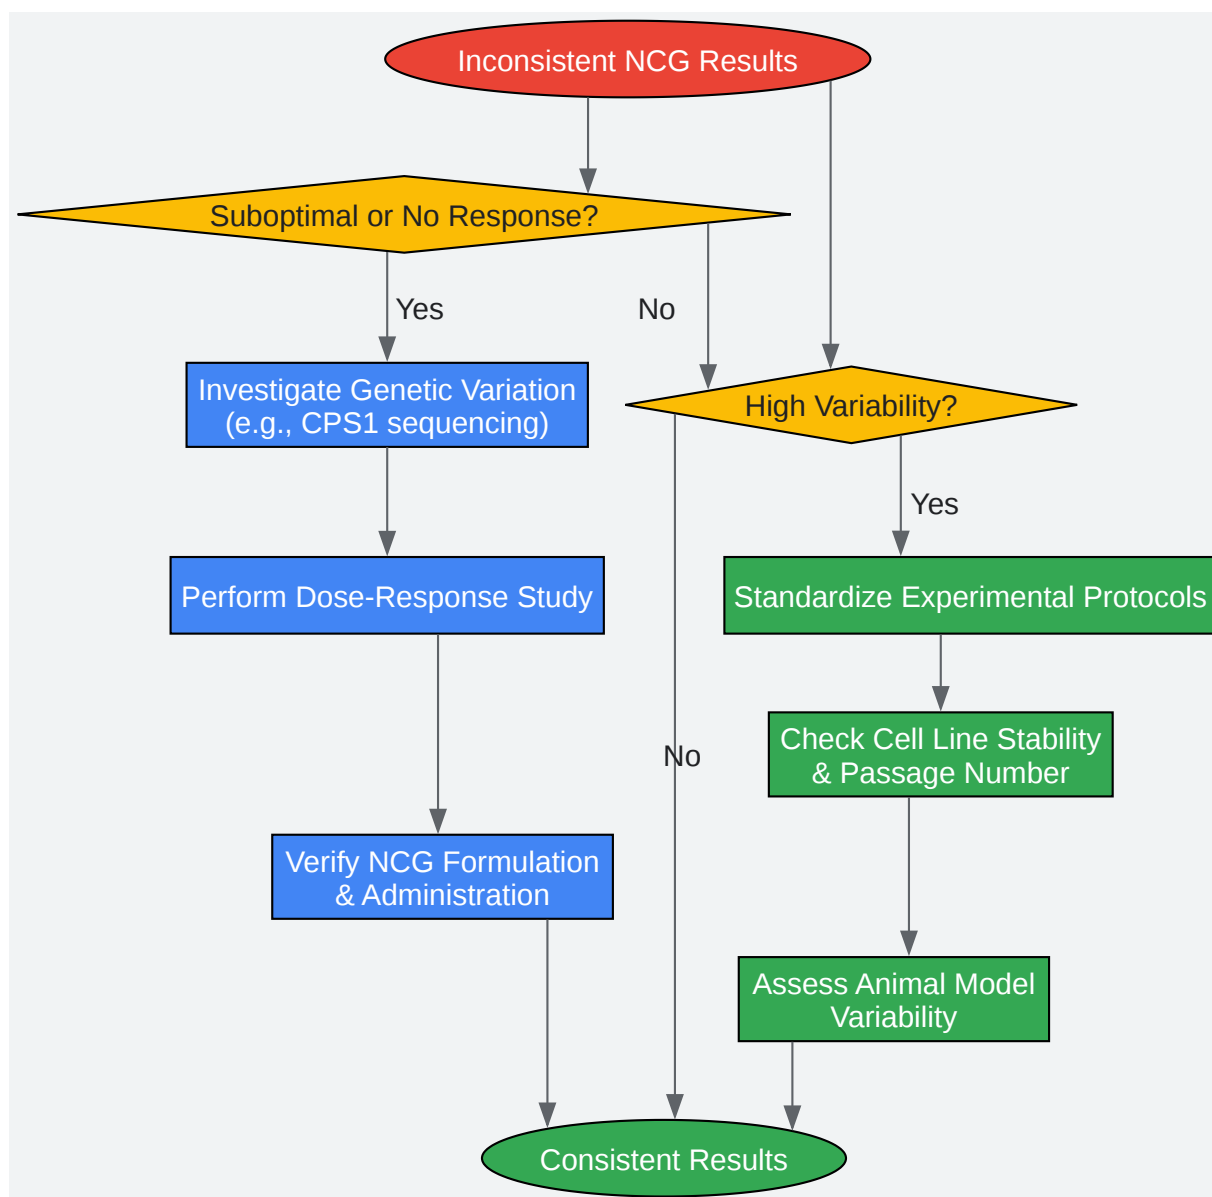 Inconsistent NCG Results
Suboptimal or No Response?
Yes
No
Investigate Genetic Variation
(e.g., CPS1 sequencing)
High Variability?
Yes
Perform Dose-Response Study
Standardize Experimental Protocols
No
Check Cell Line Stability
& Passage Number
Verify NCG Formulation
& Administration
Assess Animal Model
Variability
Consistent Results